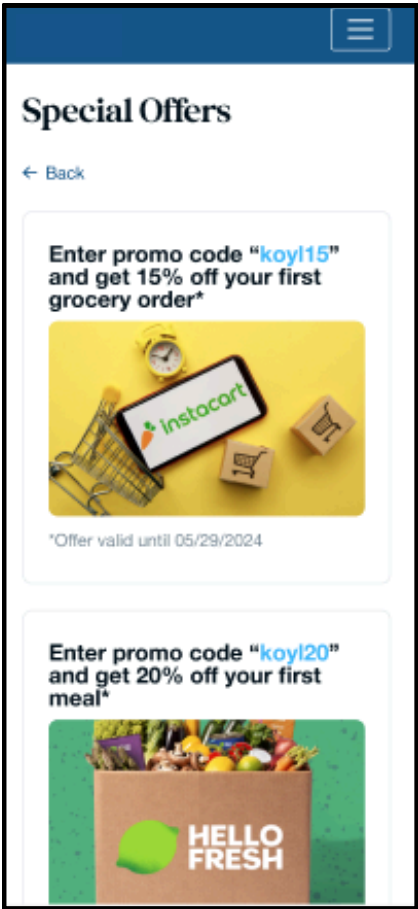 Special Offers
← Back
Enter promo code “koyl15”
and get 15% off your first
grocery order*
instacart
*Offer valid until 05/29/2024
Enter promo code “koyl20”
and get 20% off your first
meal*
HELLO
FRESH